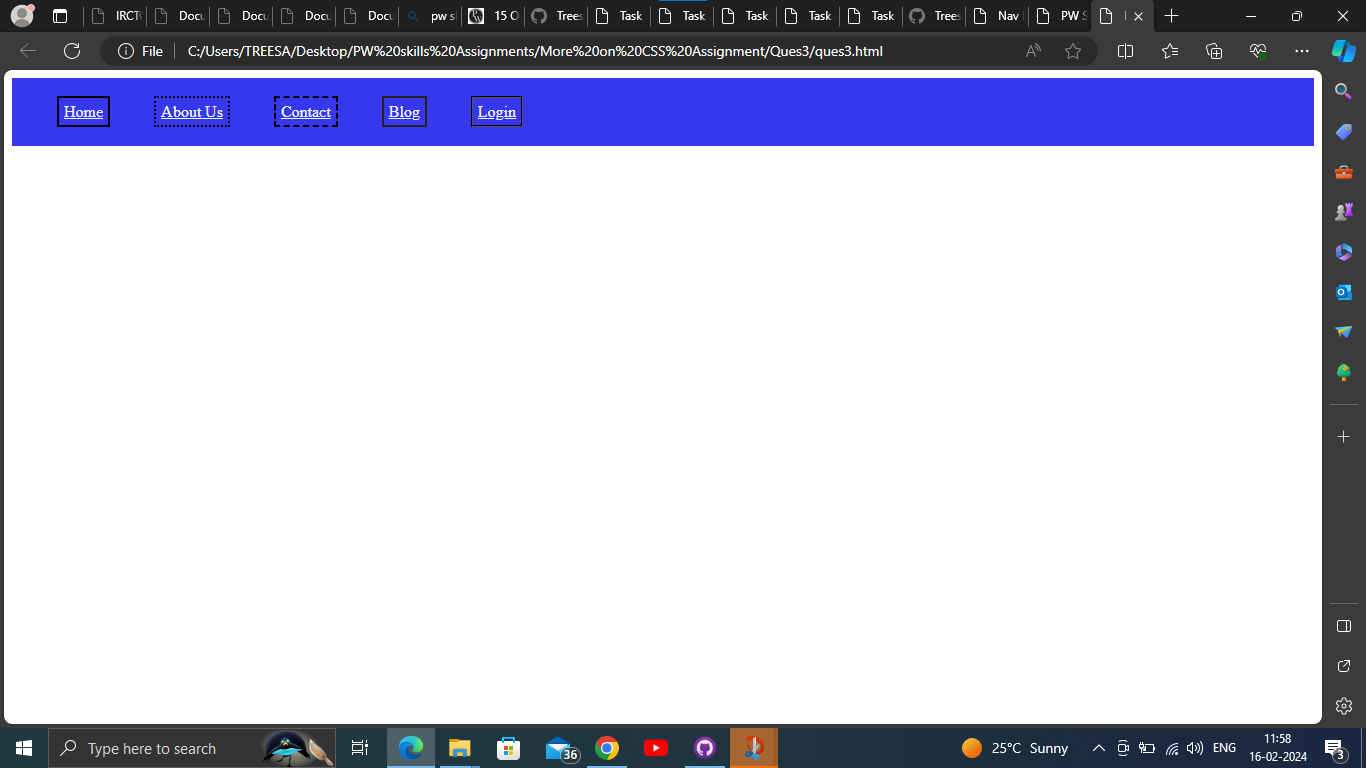 IRCT Docu Docu Docu Docu pw s 15 O Trees Task Task Task Task Task Trees Nav PW S
File C:/Users/TREESA/Desktop/PW%20skills%20Assignments/More%20on%20CSS%20Assignment/Ques3/ques3.html
Home About Us Contact Blog Login
Type here to search 36 25°C Sunny ENG 11:58
16-02-2024 3